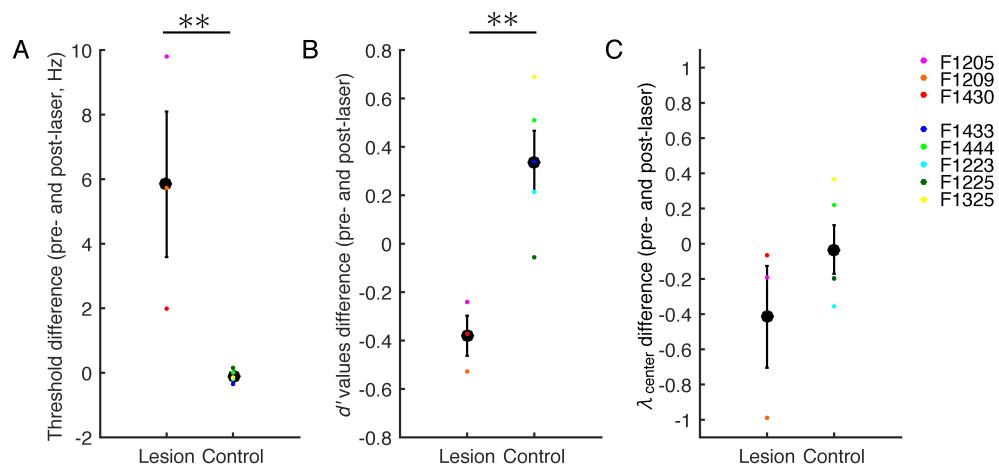 A
**
Threshold difference (pre- and post-laser, Hz)
10
8
6
4
2
0
-2
Lesion Control
B
**
d' values difference (pre- and post-laser)
0.8
0.6
0.4
0.2
0
-0.2
-0.4
-0.6
-0.8
Lesion Control
C
λ center difference (pre- and post-laser)
1
0.8
0.6
0.4
0.2
0
-0.2
-0.4
-0.6
-0.8
-1
Lesion Control
F1205
F1209
F1430
F1433
F1444
F1223
F1225
F1325